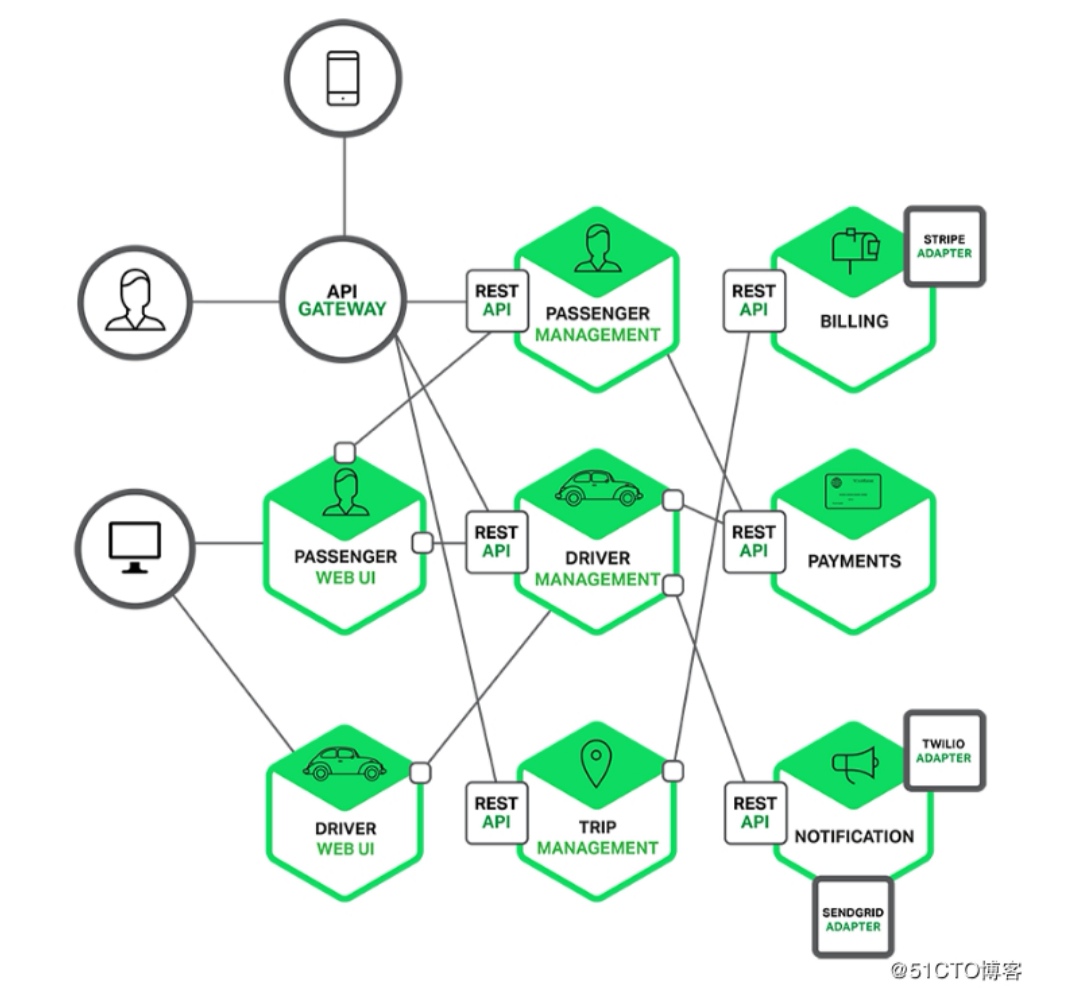 API
GATEWAY
REST
API
PASSENGER
MANAGEMENT
REST
API
BILLING
STRIPE
ADAPTER
PASSENGER
WEB UI
REST
API
DRIVER
MANAGEMENT
REST
API
PAYMENTS
DRIVER
WEB UI
REST
API
TRIP
MANAGEMENT
REST
API
NOTIFICATION
TWILIO
ADAPTER
SENDGRID
ADAPTER
@51CTO博客